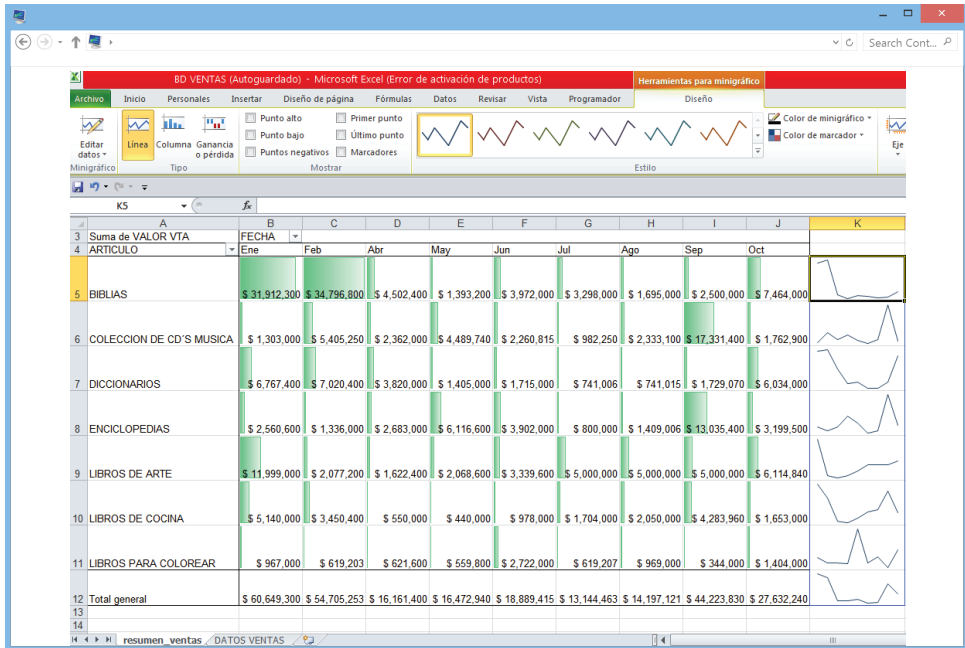 Search Cont...
BD VENTAS (Autoguardado) - Microsoft Excel (Error de activación de productos)
Herramientas para minigráfico
Archivo Inicio Personales Insertar Diseño de página Fórmulas Datos Revisar Vista Programador Diseño
Editar datos
Línea Columna Ganancia o pérdida
Punto alto Primer punto
Punto bajo Último punto
Puntos negativos Marcadores
Color de minigráfico
Color de marcador
Eje
Minigráfico Tipo Mostrar Estilo
K5 fx
A B C D E F G H I J K
3 Suma de VALOR VTA FECHA
4 ARTICULO Ene Feb Abr May Jun Jul Ago Sep Oct
5 BIBLIAS $ 31,912,300 $ 34,796,800 $ 4,502,400 $ 1,393,200 $ 3,972,000 $ 3,298,000 $ 1,695,000 $ 2,500,000 $ 7,464,000
6 COLECCION DE CD´S MUSICA $ 1,303,000 $ 5,405,250 $ 2,362,000 $ 4,489,740 $ 2,260,815 $ 982,250 $ 2,333,100 $ 17,331,400 $ 1,762,900
7 DICCIONARIOS $ 6,767,400 $ 7,020,400 $ 3,820,000 $ 1,405,000 $ 1,715,000 $ 741,006 $ 741,015 $ 1,729,070 $ 6,034,000
8 ENCICLOPEDIAS $ 2,560,600 $ 1,336,000 $ 2,683,000 $ 6,116,600 $ 3,902,000 $ 800,000 $ 1,409,006 $ 13,035,400 $ 3,199,500
9 LIBROS DE ARTE $ 11,999,000 $ 2,077,200 $ 1,622,400 $ 2,068,600 $ 3,339,600 $ 5,000,000 $ 5,000,000 $ 5,000,000 $ 6,114,840
10 LIBROS DE COCINA $ 5,140,000 $ 3,450,400 $ 550,000 $ 440,000 $ 978,000 $ 1,704,000 $ 2,050,000 $ 4,283,960 $ 1,653,000
11 LIBROS PARA COLOREAR $ 967,000 $ 619,203 $ 621,600 $ 559,800 $ 2,722,000 $ 619,207 $ 969,000 $ 344,000 $ 1,404,000
12 Total general $ 60,649,300 $ 54,705,253 $ 16,161,400 $ 16,472,940 $ 18,889,415 $ 13,144,463 $ 14,197,121 $ 44,223,830 $ 27,632,240
13
14
resumen_ventas DATOS VENTAS